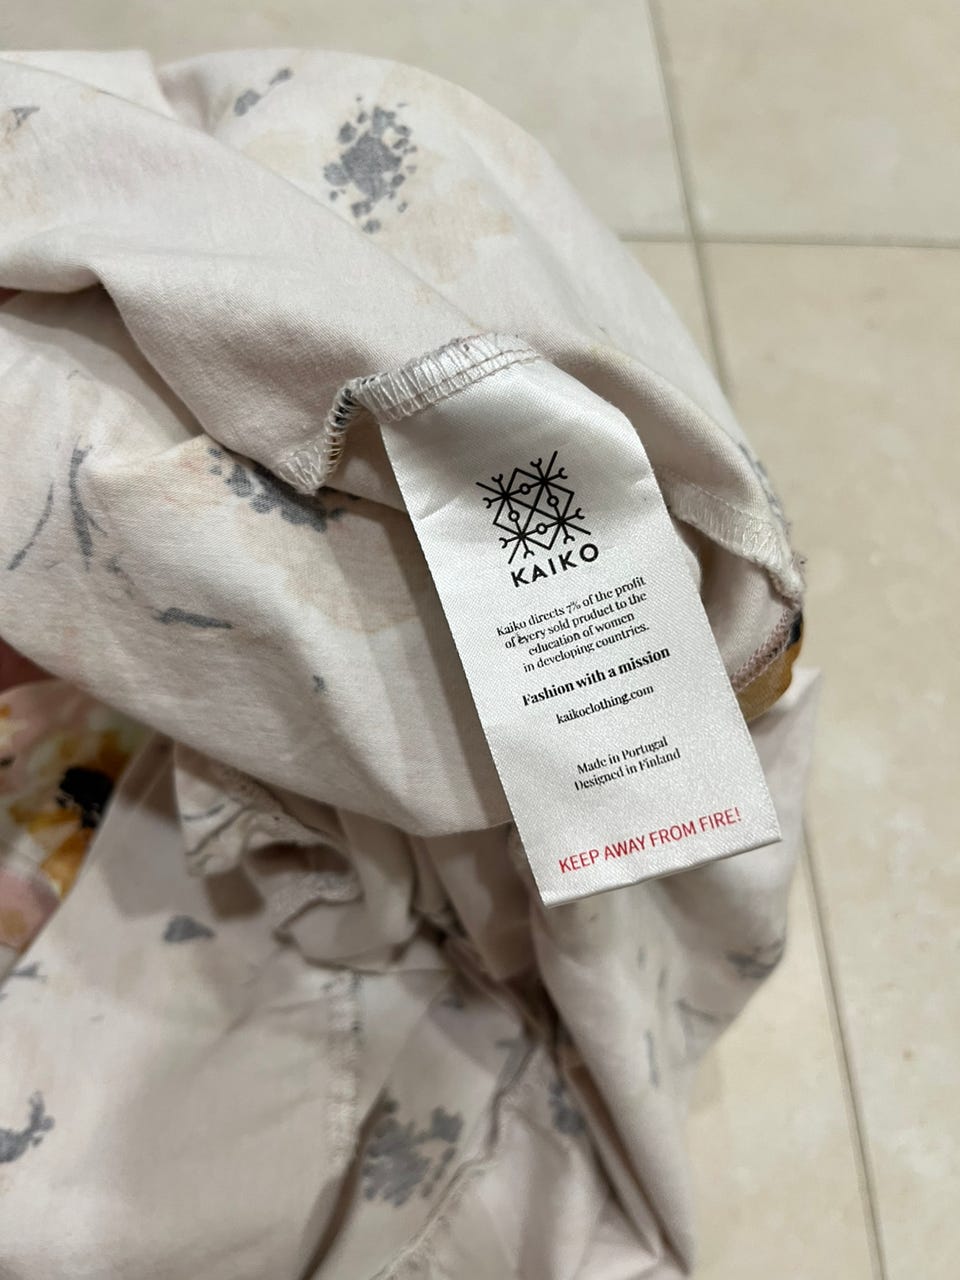 KAIKO
Kaiko directs 7% of the profit
of every sold product to the
education of women
in developing countries.
Fashion with a mission
kaikoclothing.com
Made in Portugal
Designed in Finland
KEEP AWAY FROM FIRE!